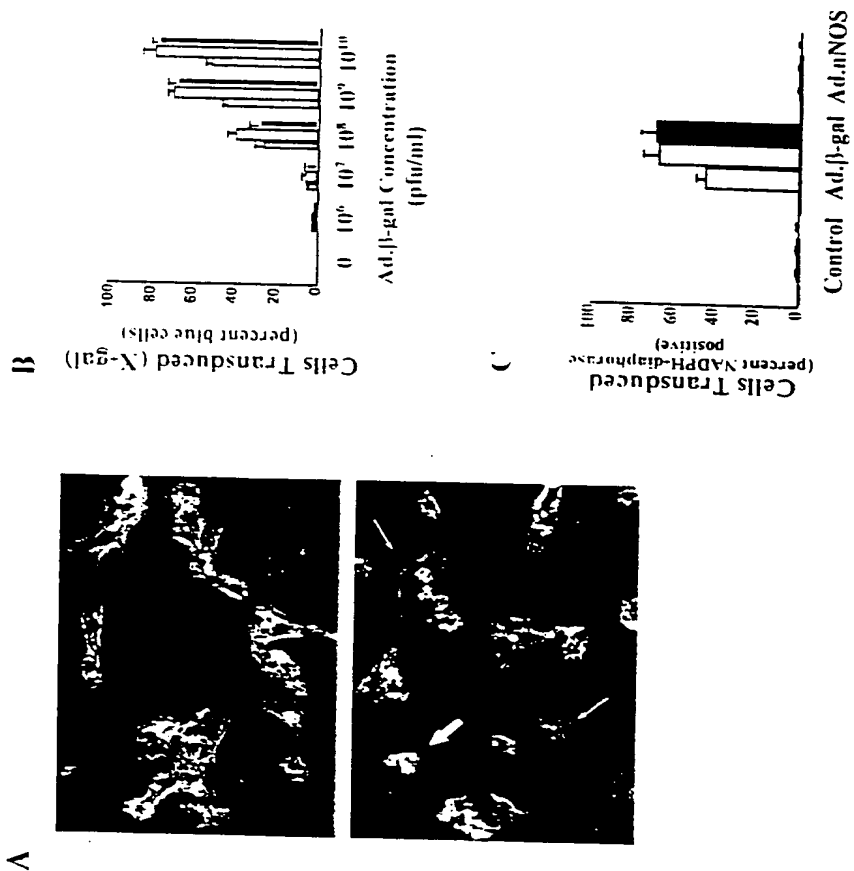 A
B
Cells Transduced (X-gal)
(percent blue cells)
100
80
60
40
20
0
0 10⁶ 10⁷ 10⁸ 10⁹ 10¹⁰
Ad.β-gal Concentration
(pfu/ml)
C
Cells Transduced
(percent NADPH-diaphorase
positive)
100
80
60
40
20
0
Control Ad.β-gal Ad.nNOS